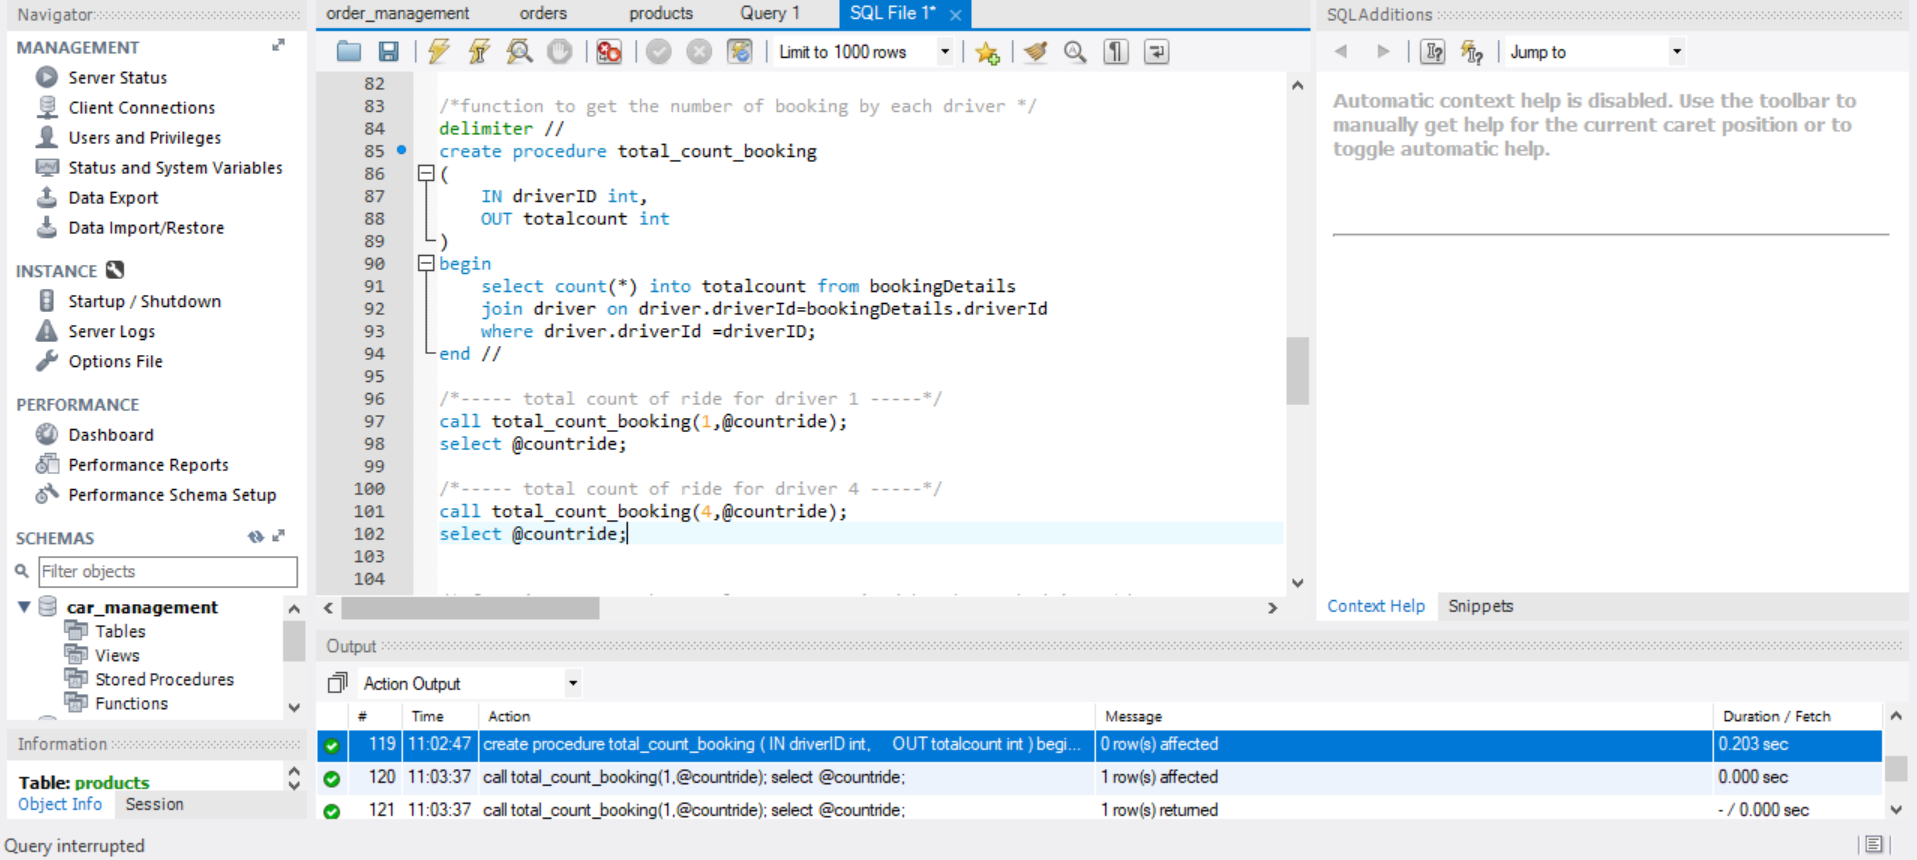 Navigator
MANAGEMENT
Server Status
Client Connections
Users and Privileges
Status and System Variables
Data Export
Data Import/Restore
INSTANCE
Startup / Shutdown
Server Logs
Options File
PERFORMANCE
Dashboard
Performance Reports
Performance Schema Setup
SCHEMAS
Filter objects
car_management
Tables
Views
Stored Procedures
Functions
Information
Table: products
Object Info Session
Query interrupted
order_management orders products Query 1 SQL File 1* ×
Limit to 1000 rows
82
83 /*function to get the number of booking by each driver */
84 delimiter //
85 create procedure total_count_booking
86 (
87 IN driverID int,
88 OUT totalcount int
89 )
90 begin
91 select count(*) into totalcount from bookingDetails
92 join driver on driver.driverId=bookingDetails.driverId
93 where driver.driverId =driverID;
94 end //
95
96 /*----- total count of ride for driver 1 -----*/
97 call total_count_booking(1,@countride);
98 select @countride;
99
100 /*----- total count of ride for driver 4 -----*/
101 call total_count_booking(4,@countride);
102 select @countride;
103
104
SQLAdditions
Jump to
Automatic context help is disabled. Use the toolbar to
manually get help for the current caret position or to
toggle automatic help.
Context Help Snippets
Output
Action Output
# Time Action Message Duration / Fetch
119 11:02:47 create procedure total_count_booking ( IN driverID int, OUT totalcount int ) begi... 0 row(s) affected 0.203 sec
120 11:03:37 call total_count_booking(1,@countride); select @countride; 1 row(s) affected 0.000 sec
121 11:03:37 call total_count_booking(1,@countride); select @countride; 1 row(s) returned - / 0.000 sec